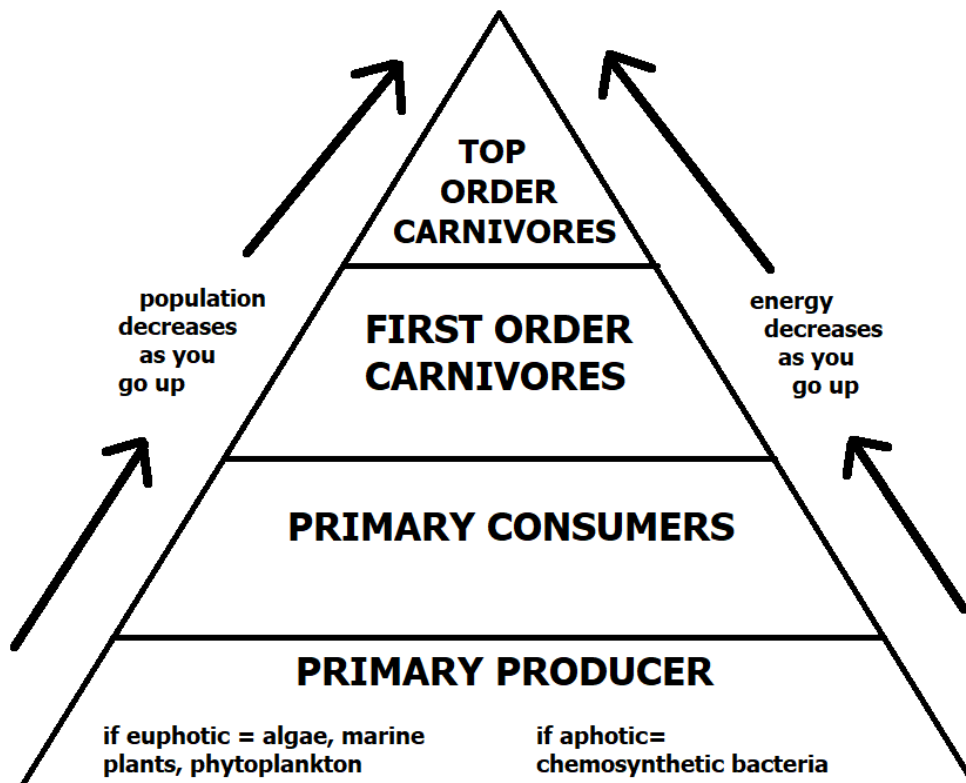 TOP
ORDER
CARNIVORES
population
decreases
as you
go up
energy
decreases
as you
go up
FIRST ORDER
CARNIVORES
PRIMARY CONSUMERS
PRIMARY PRODUCER
if euphotic = algae, marine
plants, phytoplankton
if aphotic=
chemosynthetic bacteria